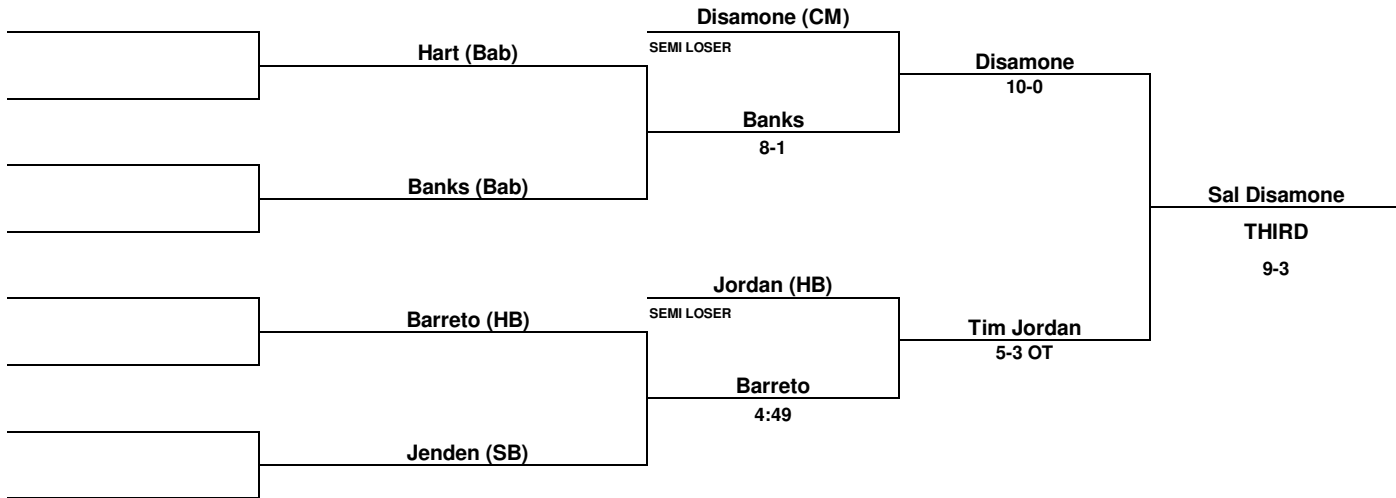 Disamone (CM)
SEMI LOSER
Hart (Bab)
Disamone
10-0
Banks
8-1
Banks (Bab)
Sal Disamone
THIRD
9-3
Jordan (HB)
SEMI LOSER
Barreto (HB)
Tim Jordan
5-3 OT
Barreto
4:49
Jenden (SB)